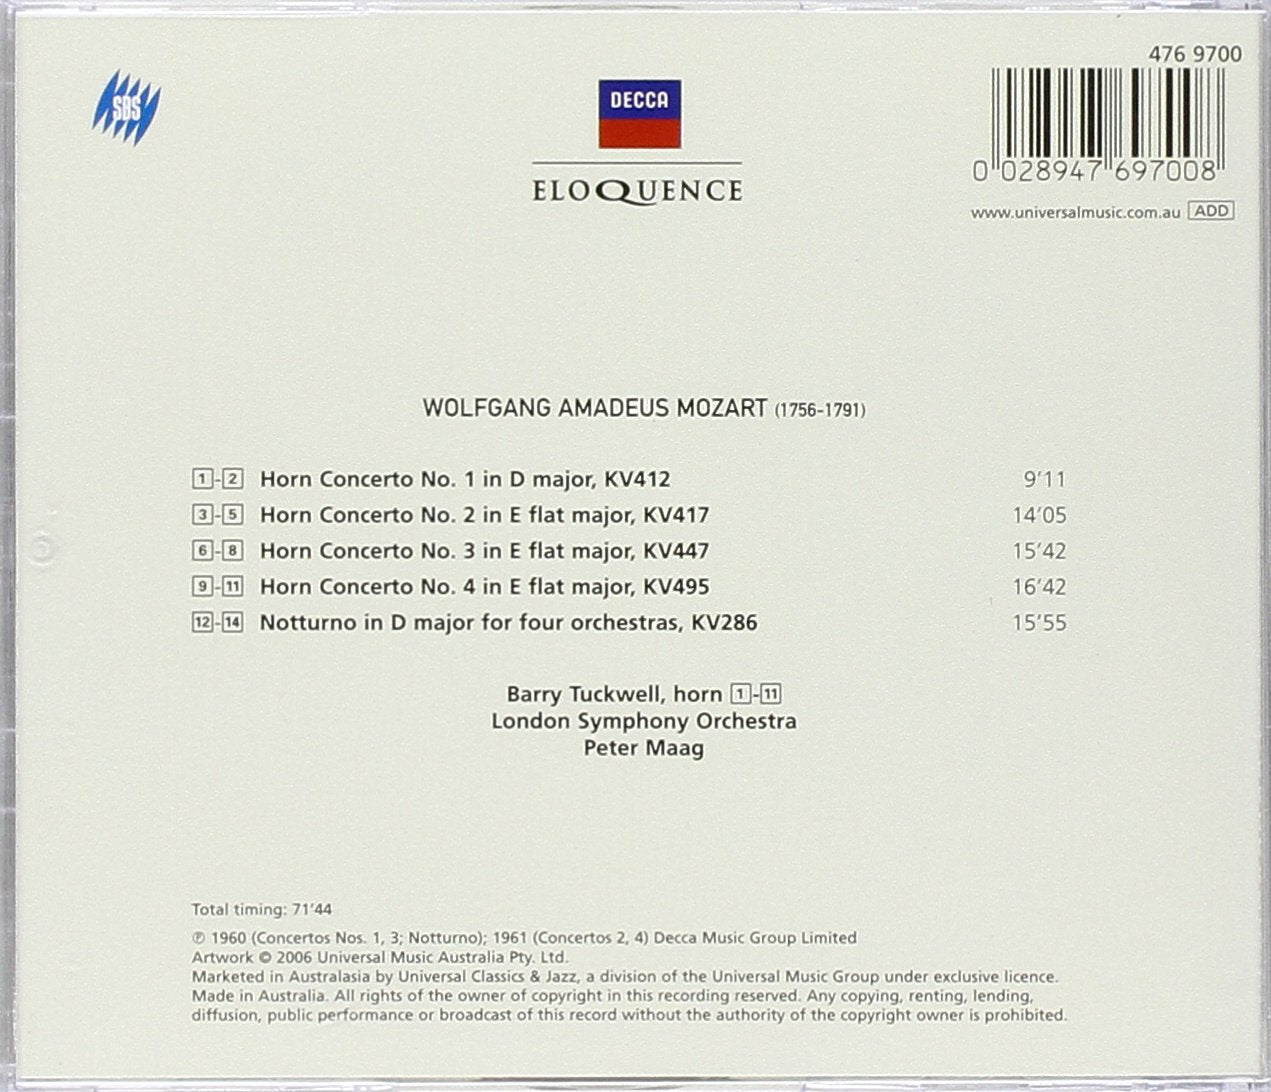 476 9700
SBS
DECCA
ELOQUENCE
0 028947 697008
www.universalmusic.com.au ADD
WOLFGANG AMADEUS MOZART (1756-1791)
1-2 Horn Concerto No. 1 in D major, KV412 9'11
3-5 Horn Concerto No. 2 in E flat major, KV417 14'05
6-8 Horn Concerto No. 3 in E flat major, KV447 15'42
9-11 Horn Concerto No. 4 in E flat major, KV495 16'42
12-14 Notturno in D major for four orchestras, KV286 15'55
Barry Tuckwell, horn 1-11
London Symphony Orchestra
Peter Maag
Total timing: 71'44
℗ 1960 (Concertos Nos. 1, 3; Notturno); 1961 (Concertos 2, 4) Decca Music Group Limited
Artwork © 2006 Universal Music Australia Pty. Ltd.
Marketed in Australasia by Universal Classics & Jazz, a division of the Universal Music Group under exclusive licence.
Made in Australia. All rights of the owner of copyright in this recording reserved. Any copying, renting, lending,
diffusion, public performance or broadcast of this record without the authority of the copyright owner is prohibited.